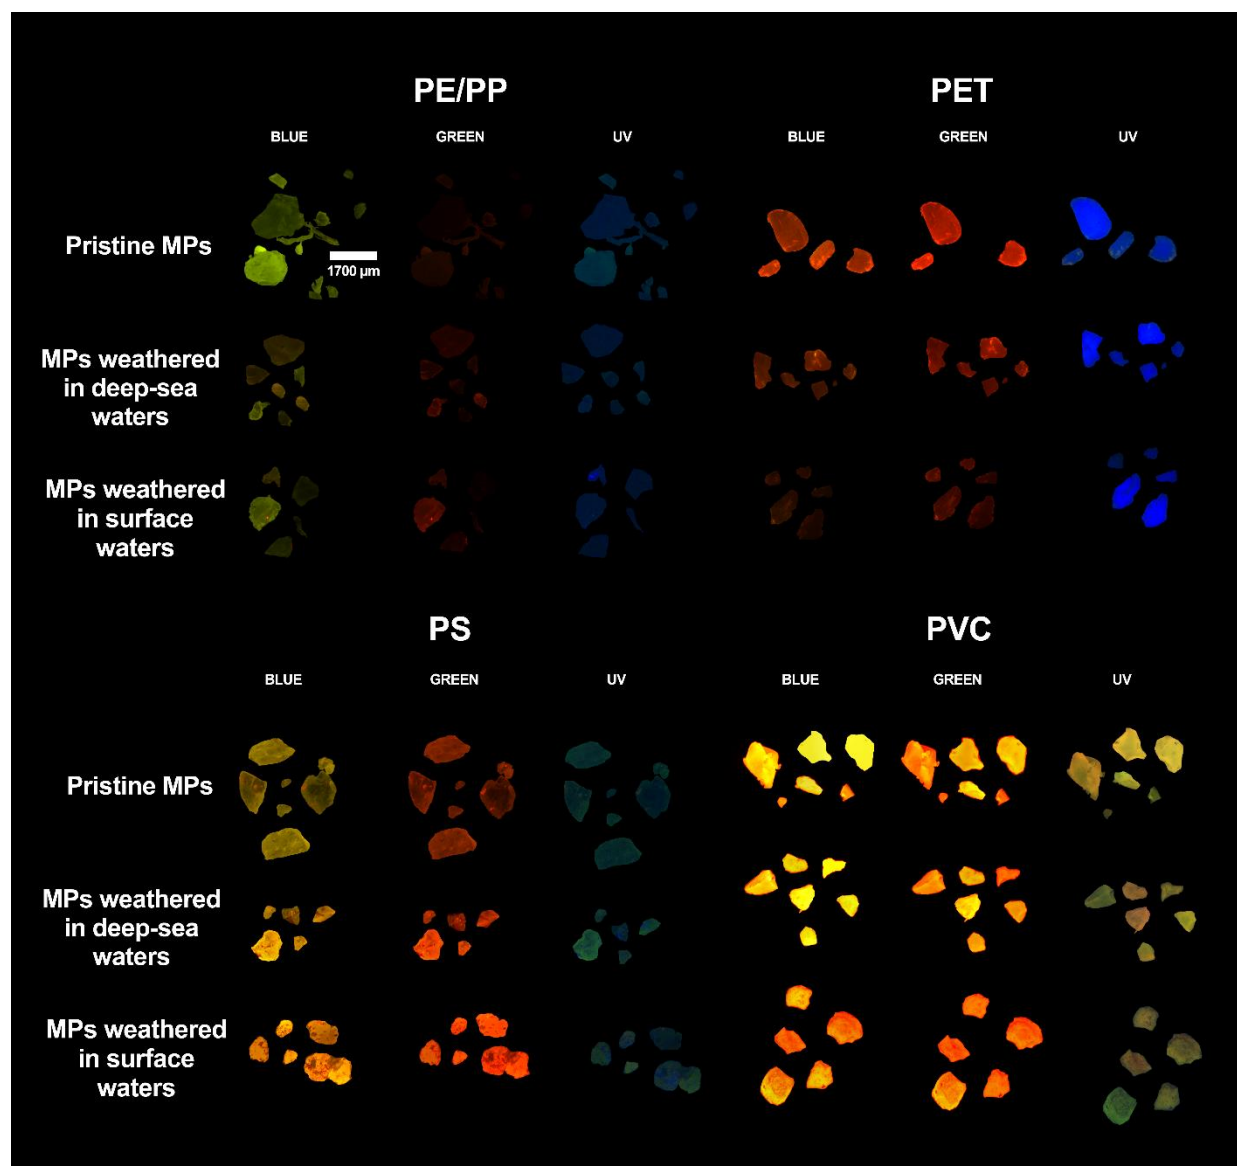 PE/PP
PET
BLUE
GREEN
UV
BLUE
GREEN
UV
Pristine MPs
1700 µm
MPs weathered
in deep-sea
waters
MPs weathered
in surface
waters
PS
PVC
BLUE
GREEN
UV
BLUE
GREEN
UV
Pristine MPs
MPs weathered
in deep-sea
waters
MPs weathered
in surface
waters